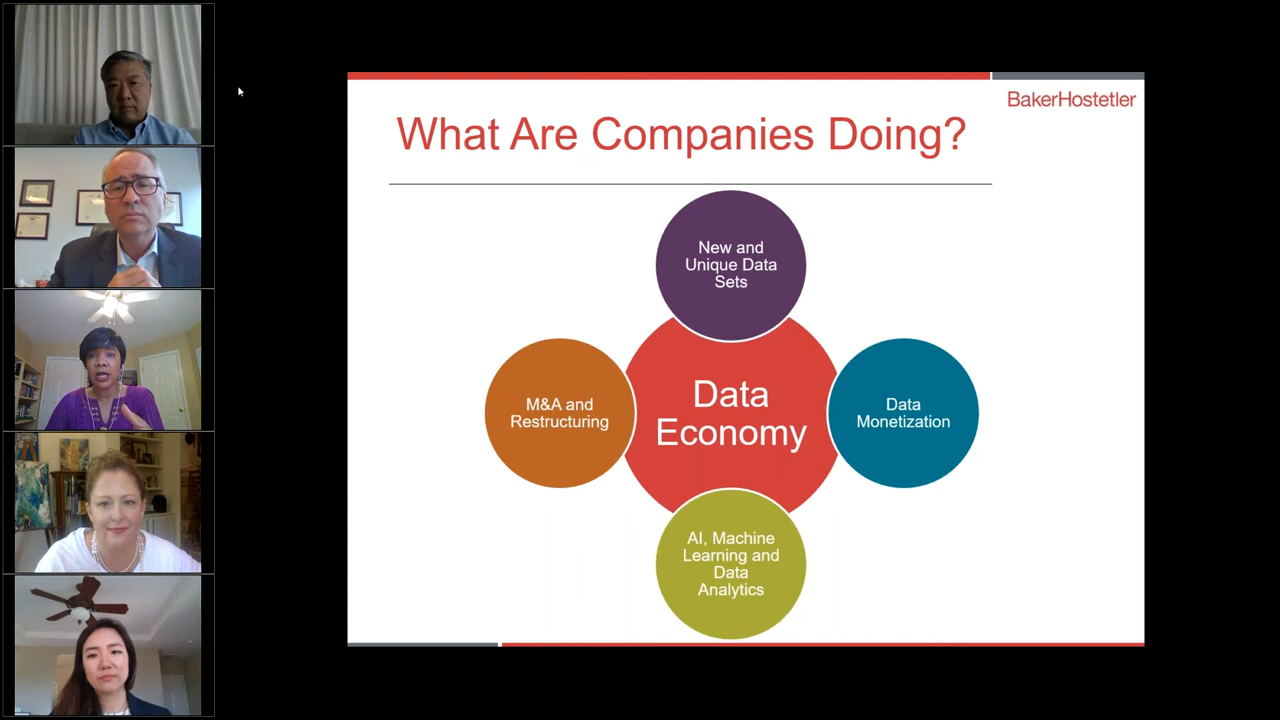 BakerHostetler
What Are Companies Doing?
New and
Unique Data
Sets
M&A and
Restructuring
Data
Economy
Data
Monetization
AI, Machine
Learning and
Data
Analytics